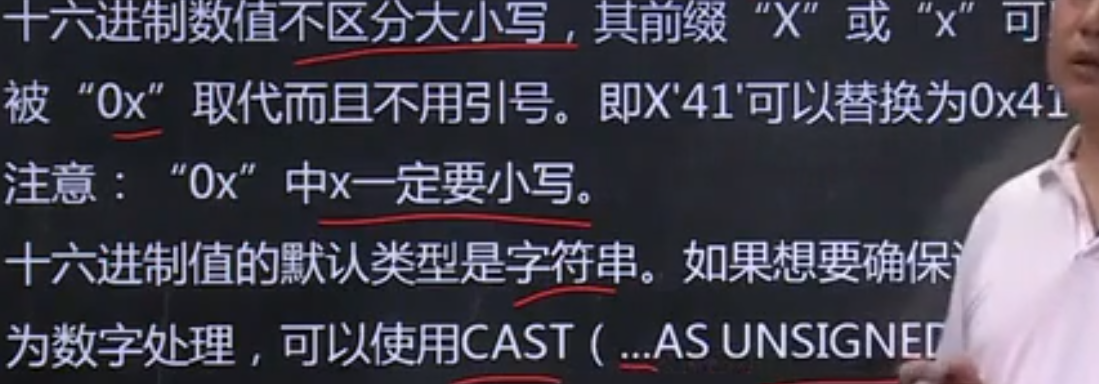 十六进制数值不区分大小写，其前缀“X”或“x”可
被“0x”取代而且不用引号。即X'41'可以替换为0x41
注意：“0x”中x一定要小写。
十六进制值的默认类型是字符串。如果想要确保
为数字处理，可以使用CAST（...AS UNSIGNED